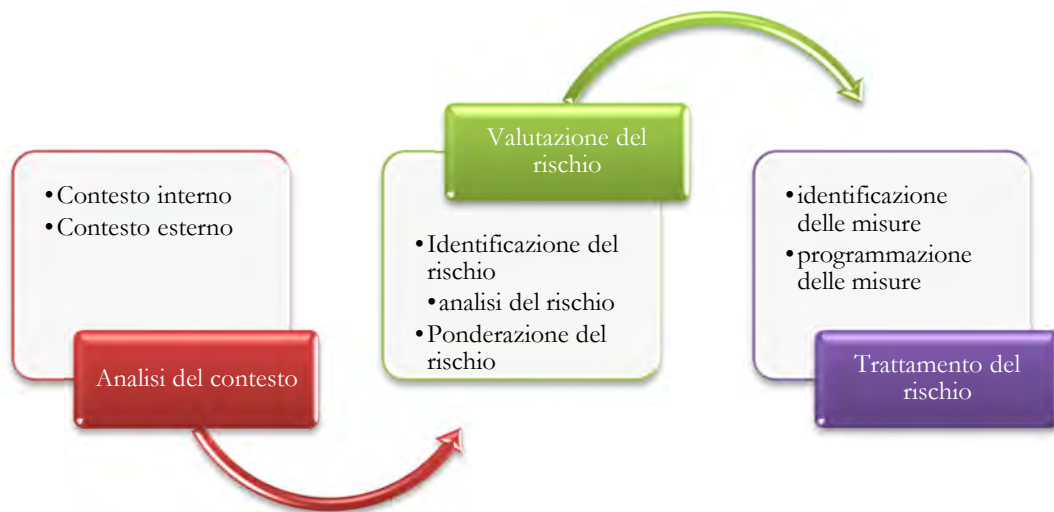 •Contesto interno
•Contesto esterno
Analisi del contesto
Valutazione del
rischio
•Identificazione del
rischio
•analisi del rischio
•Ponderazione del
rischio
•identificazione
delle misure
•programmazione
delle misure
Trattamento del
rischio